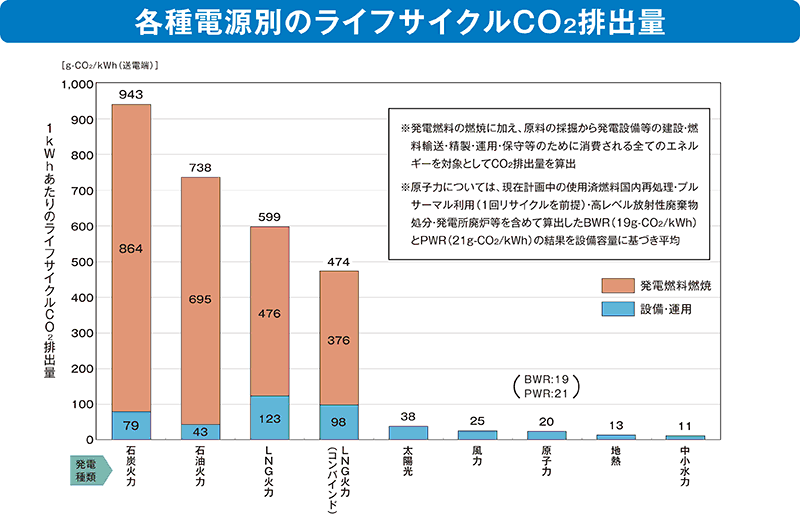 各種電源別のライフサイクルCO₂排出量
[g-CO₂/kWh(送電端)]
1kWhあたりのライフサイクルCO₂排出量
1,000
900
800
700
600
500
400
300
200
100
0
943
864
79
738
695
43
599
476
123
474
376
98
38
25
(BWR:19
PWR:21)
20
13
11
※発電燃料の燃焼に加え、原料の採掘から発電設備等の建設・燃
料輸送・精製・運用・保守等のために消費される全てのエネル
ギーを対象としてCO₂排出量を算出
※原子力については、現在計画中の使用済燃料国内再処理・プル
サーマル利用(1回リサイクルを前提)・高レベル放射性廃棄物
処分・発電所廃炉等を含めて算出したBWR(19g-CO₂/kWh)
とPWR(21g-CO₂/kWh)の結果を設備容量に基づき平均
発電燃料燃焼
設備・運用
発電
種類
石炭火力
石油火力
LNG火力
LNG火力
(コンバインド)
太陽光
風力
原子力
地熱
中小水力